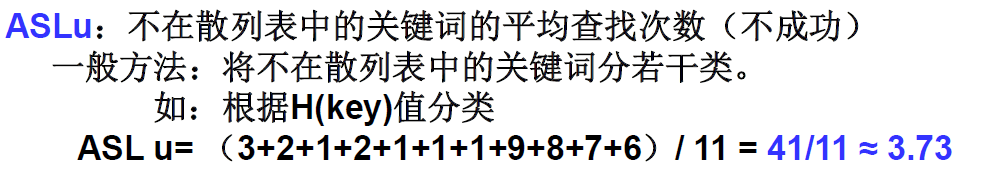 ASLu：不在散列表中的关键词的平均查找次数（不成功）
一般方法：将不在散列表中的关键词分若干类。
如：根据H(key)值分类
ASL u= （3+2+1+2+1+1+1+9+8+7+6）/ 11 = 41/11 ≈ 3.73